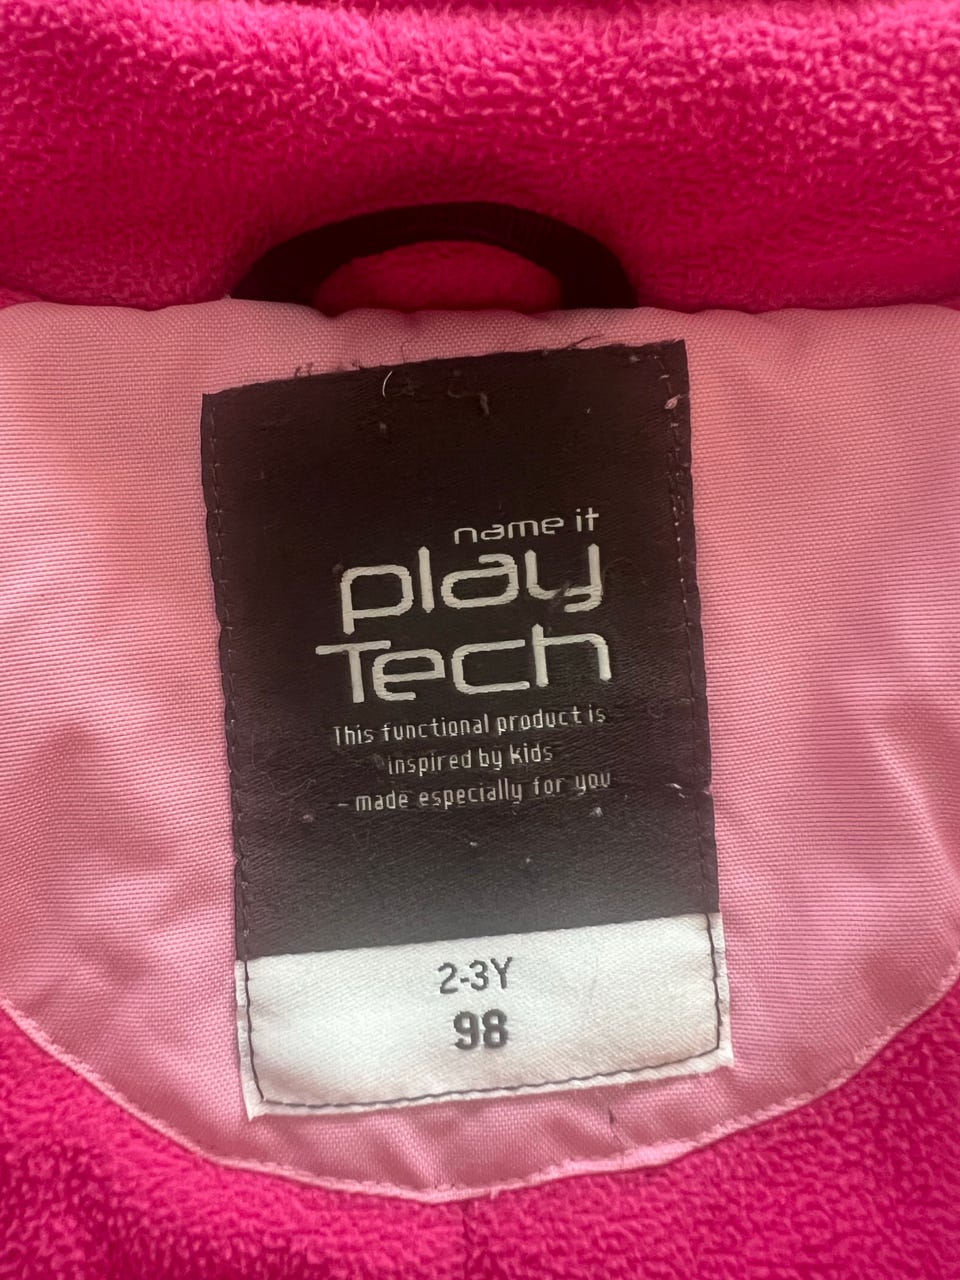 name it
play
Tech
This functional product is
inspired by kids
- made especially for you
2-3Y
98